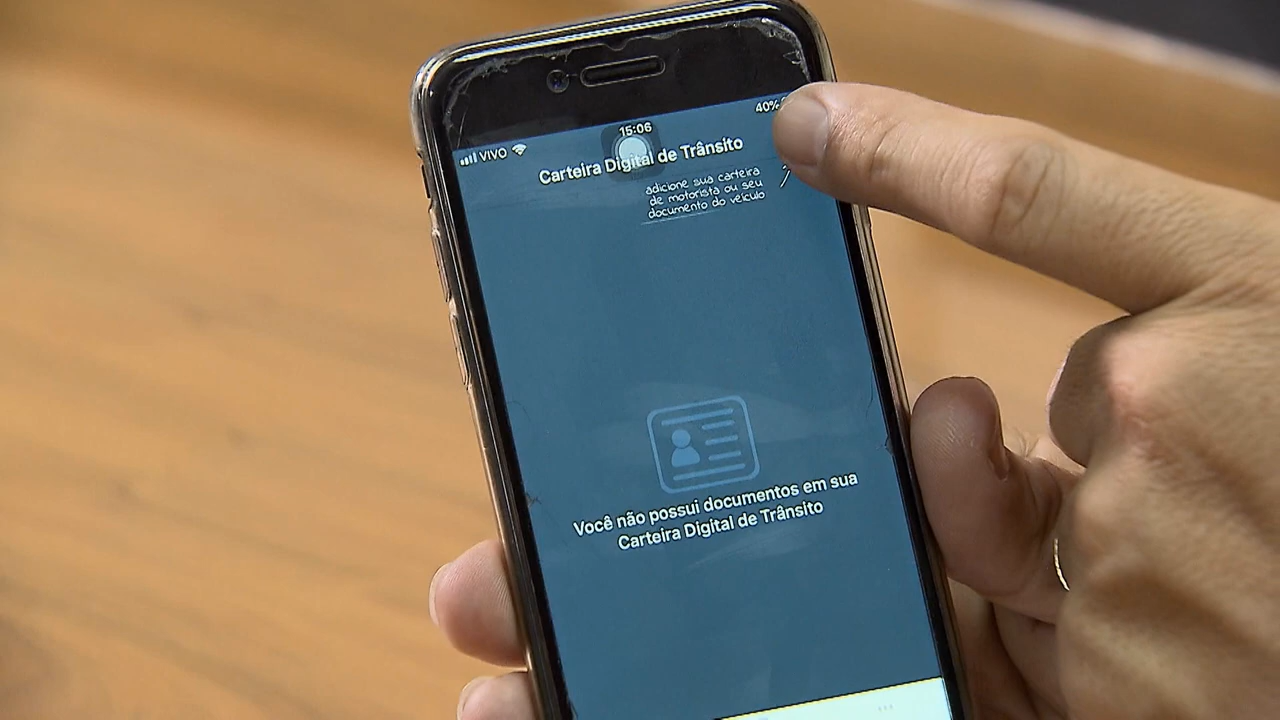 VIVO
15:06
40%
Carteira Digital de Trânsito
adicione sua carteira
de motorista ou seu
documento do veículo
Você não possui documentos em sua
Carteira Digital de Trânsito